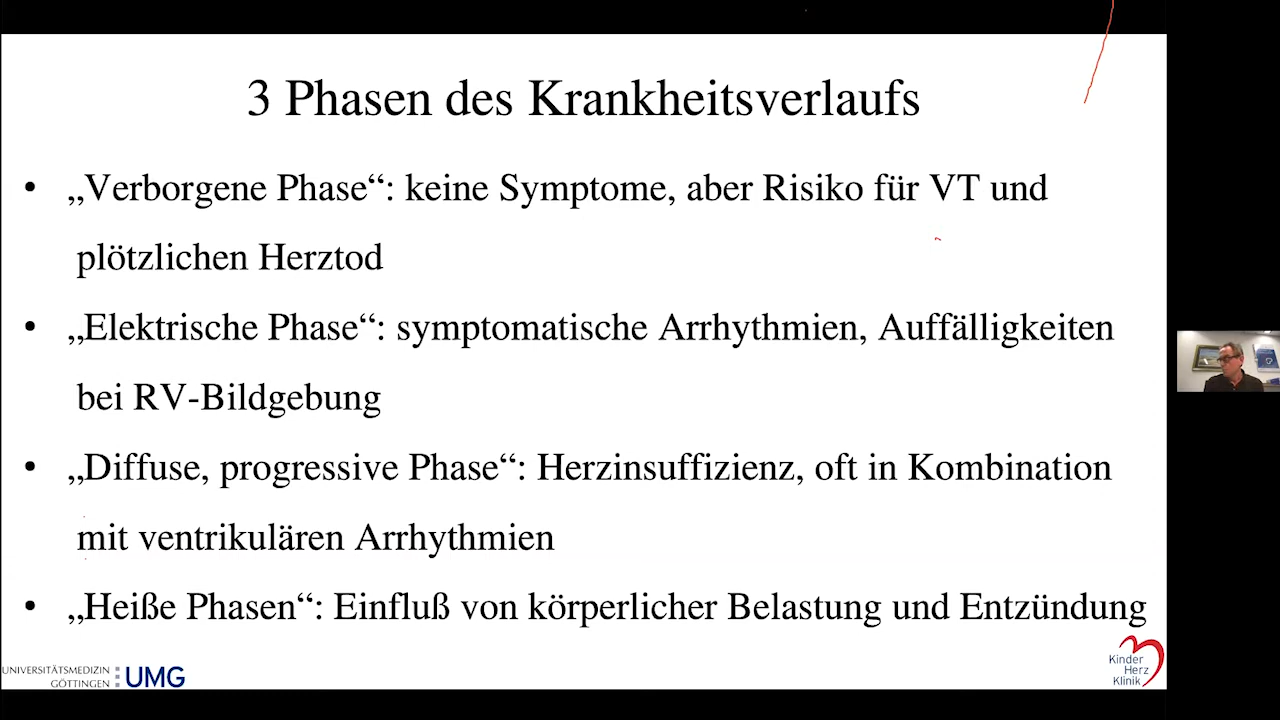 3 Phasen des Krankheitsverlaufs
• „Verborgene Phase“: keine Symptome, aber Risiko für VT und
plötzlichen Herztod
• „Elektrische Phase“: symptomatische Arrhythmien, Auffälligkeiten
bei RV-Bildgebung
• „Diffuse, progressive Phase“: Herzinsuffizienz, oft in Kombination
mit ventrikulären Arrhythmien
• „Heiße Phasen“: Einfluß von körperlicher Belastung und Entzündung
UNIVERSITÄTSMEDIZIN
GÖTTINGEN
UMG
Kinder
Herz
Klinik